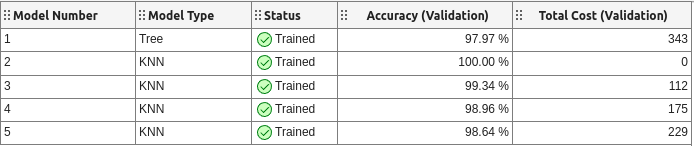 Model Number Model Type Status Accuracy (Validation) Total Cost (Validation)
1 Tree Trained 97.97 % 343
2 KNN Trained 100.00 % 0
3 KNN Trained 99.34 % 112
4 KNN Trained 98.96 % 175
5 KNN Trained 98.64 % 229